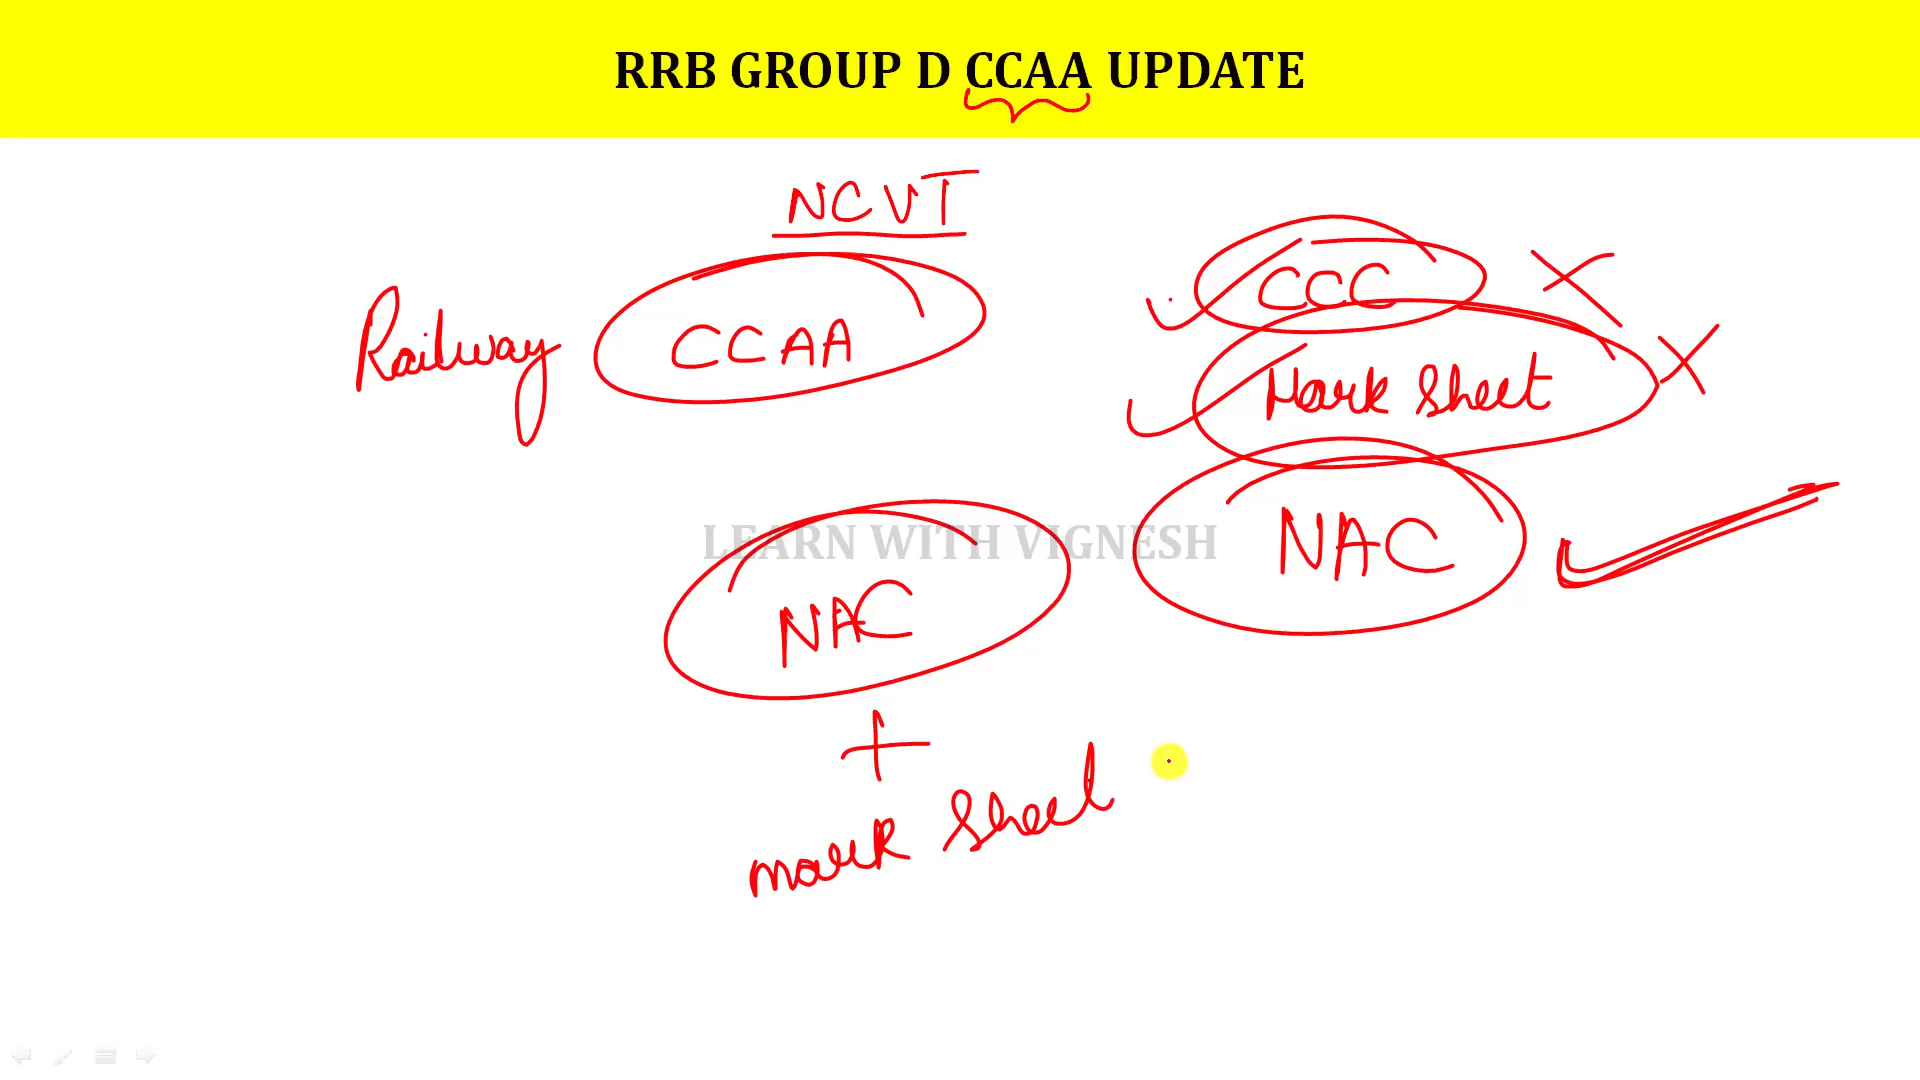 RRB GROUP D CCAA UPDATE
NCVT
Railway CCAA
CCC
Mark Sheet
LEARN WITH VIGNESH
NAC
NAC
+
mark Sheet